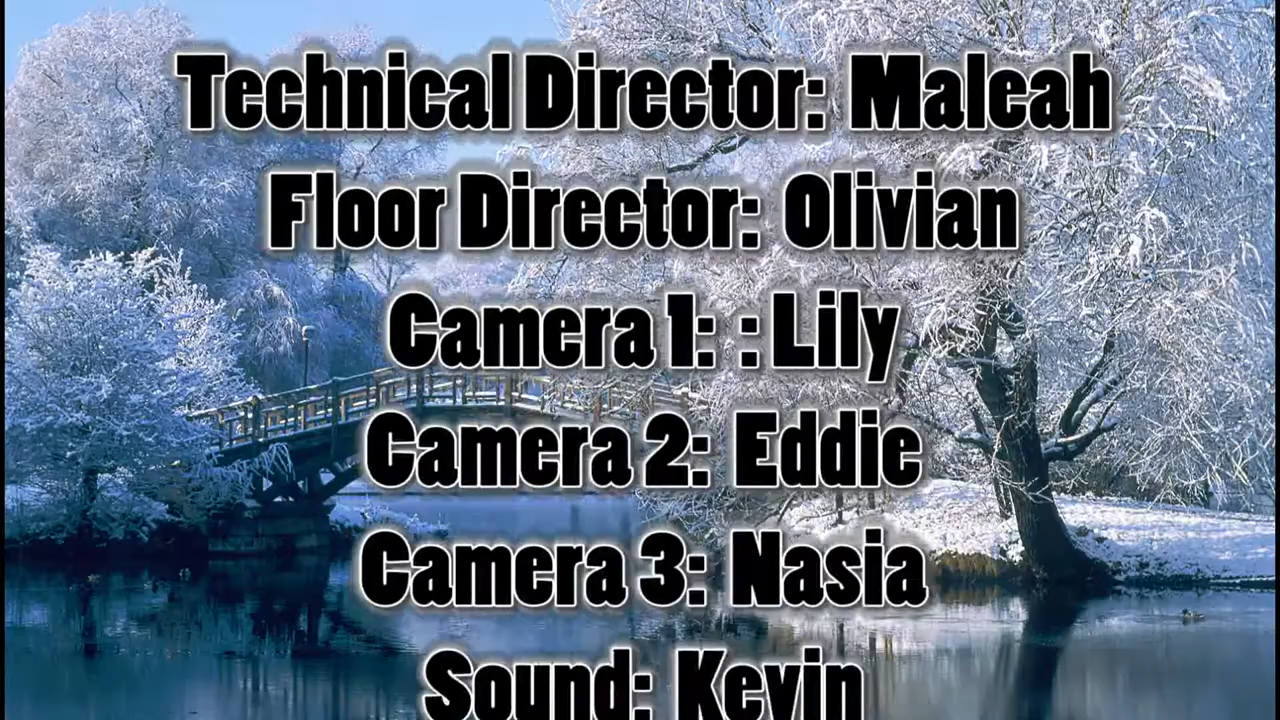 Technical Director: Maleah
Floor Director: Olivian
Camera 1: : Lily
Camera 2: Eddie
Camera 3: Nasia
Sound: Kevin